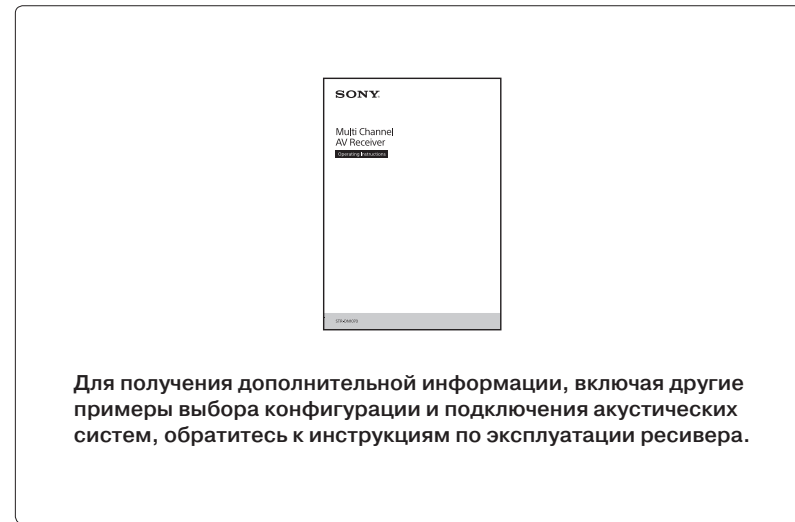 SONY
Multi Channel
AV Receiver
Operating Instructions
Для получения дополнительной информации, включая другие
примеры выбора конфигурации и подключения акустических
систем, обратитесь к инструкциям по эксплуатации ресивера.